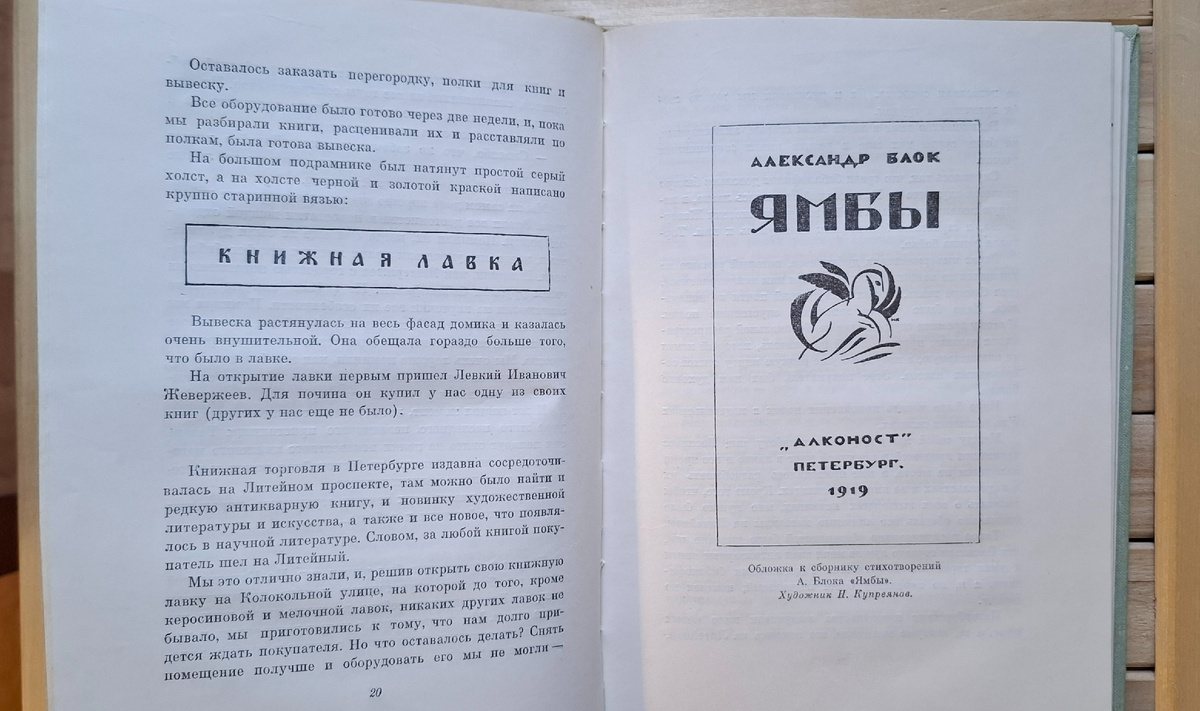 Оставалось заказать перегородку, полки для книг и
вывеску.
Все оборудование было готово через две недели, и, пока
мы разбирали книги, расценивали их и расставляли по
полкам, была готова вывеска.
На большом подрамнике был натянут простой серый
холст, а на холсте черной и золотой краской написано
крупно старинной вязью:
КНИЖНАЯ ЛАВКА
Вывеска растянулась на весь фасад домика и казалась
очень внушительной. Она обещала гораздо больше того,
что было в лавке.
На открытие лавки первым пришел Левкий Иванович
Жевержеев. Для почина он купил у нас одну из своих
книг (других у нас еще не было).
Книжная торговля в Петербурге издавна сосредоточи-
валась на Литейном проспекте, там можно было найти и
редкую антикварную книгу, и новинку художественной
литературы и искусства, а также и все новое, что появля-
лось в научной литературе. Словом, за любой книгой поку-
патель шел на Литейный.
Мы это отлично знали, и, решив открыть свою книжную
лавку на Колокольной улице, на которой до того, кроме
керосиновой и мелочной лавок, никаких других лавок не
бывало, мы приготовились к тому, что нам долго при-
дется ждать покупателя. Но что оставалось делать? Снять
помещение получше и оборудовать его мы не могли —
20
АЛЕКСАНДР БЛОК
ЯМБЫ
„АЛКОНОСТ"
ПЕТЕРБУРГ.
1919
Обложка к сборнику стихотворений
А. Блока «Ямбы».
Художник Н. Купреянов.